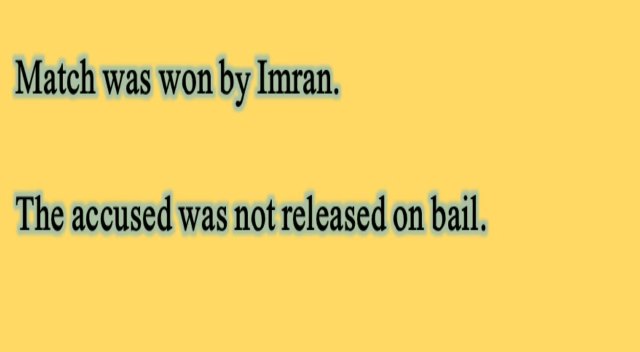 Match was won by Imran.
The accused was not released on bail.